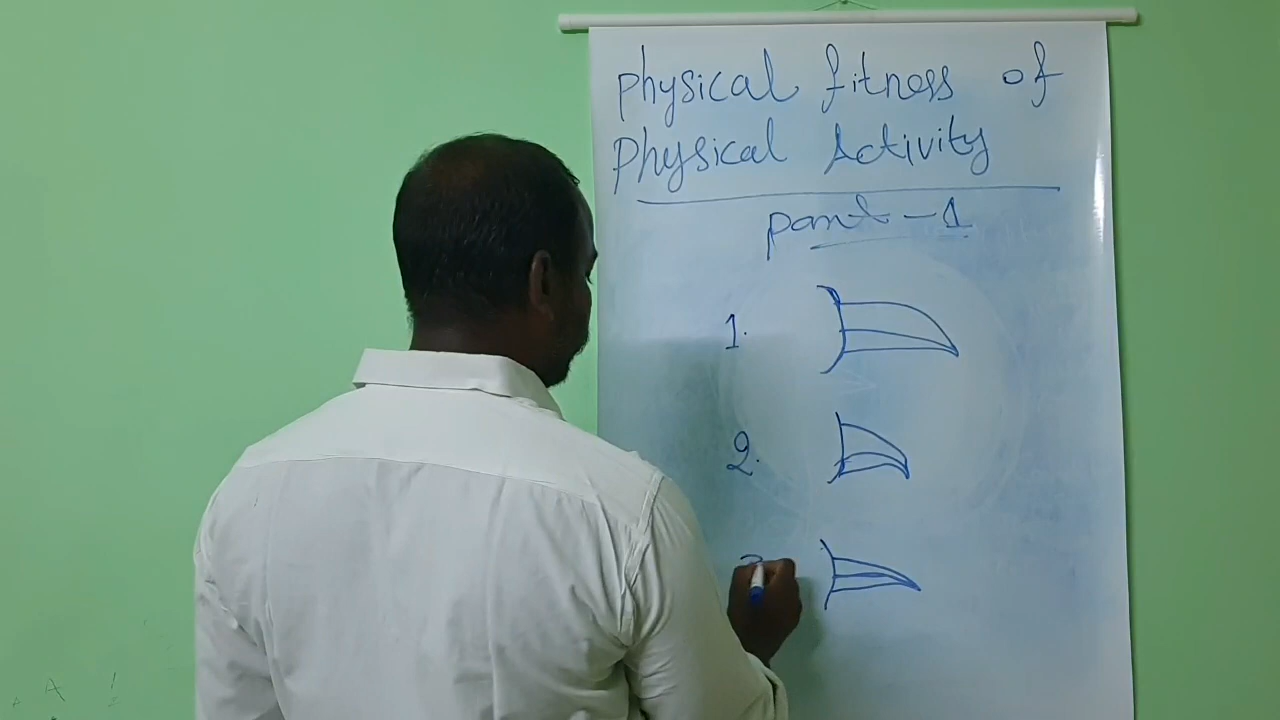 Physical fitness of
Physical Activity
Part - 1
1.
2.